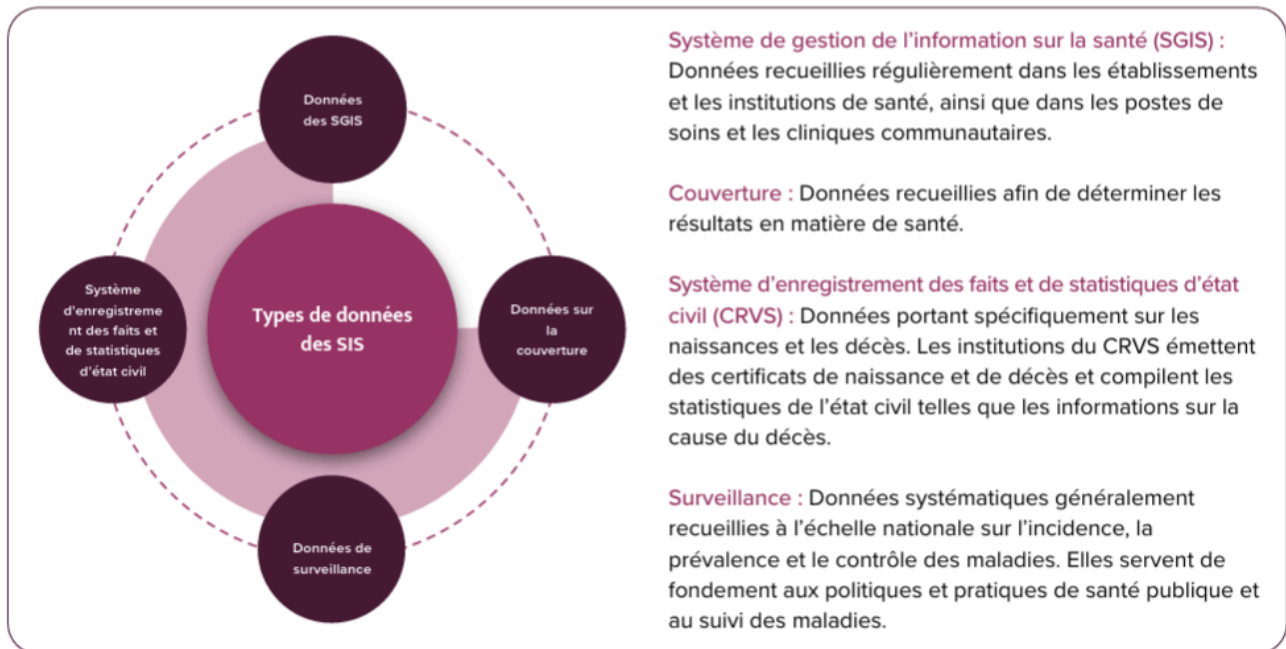 Données
des SGIS
Système
d'enregistreme
nt des faits et
de statistiques
d'état civil
Types de données
des SIS
Données sur
la
couverture
Données de
surveillance
Système de gestion de l'information sur la santé (SGIS) :
Données recueillies régulièrement dans les établissements
et les institutions de santé, ainsi que dans les postes de
soins et les cliniques communautaires.
Couverture : Données recueillies afin de déterminer les
résultats en matière de santé.
Système d'enregistrement des faits et de statistiques d'état
civil (CRVS) : Données portant spécifiquement sur les
naissances et les décès. Les institutions du CRVS émettent
des certificats de naissance et de décès et compilent les
statistiques de l'état civil telles que les informations sur la
cause du décès.
Surveillance : Données systématiques généralement
recueillies à l'échelle nationale sur l'incidence, la
prévalence et le contrôle des maladies. Elles servent de
fondement aux politiques et pratiques de santé publique et
au suivi des maladies.